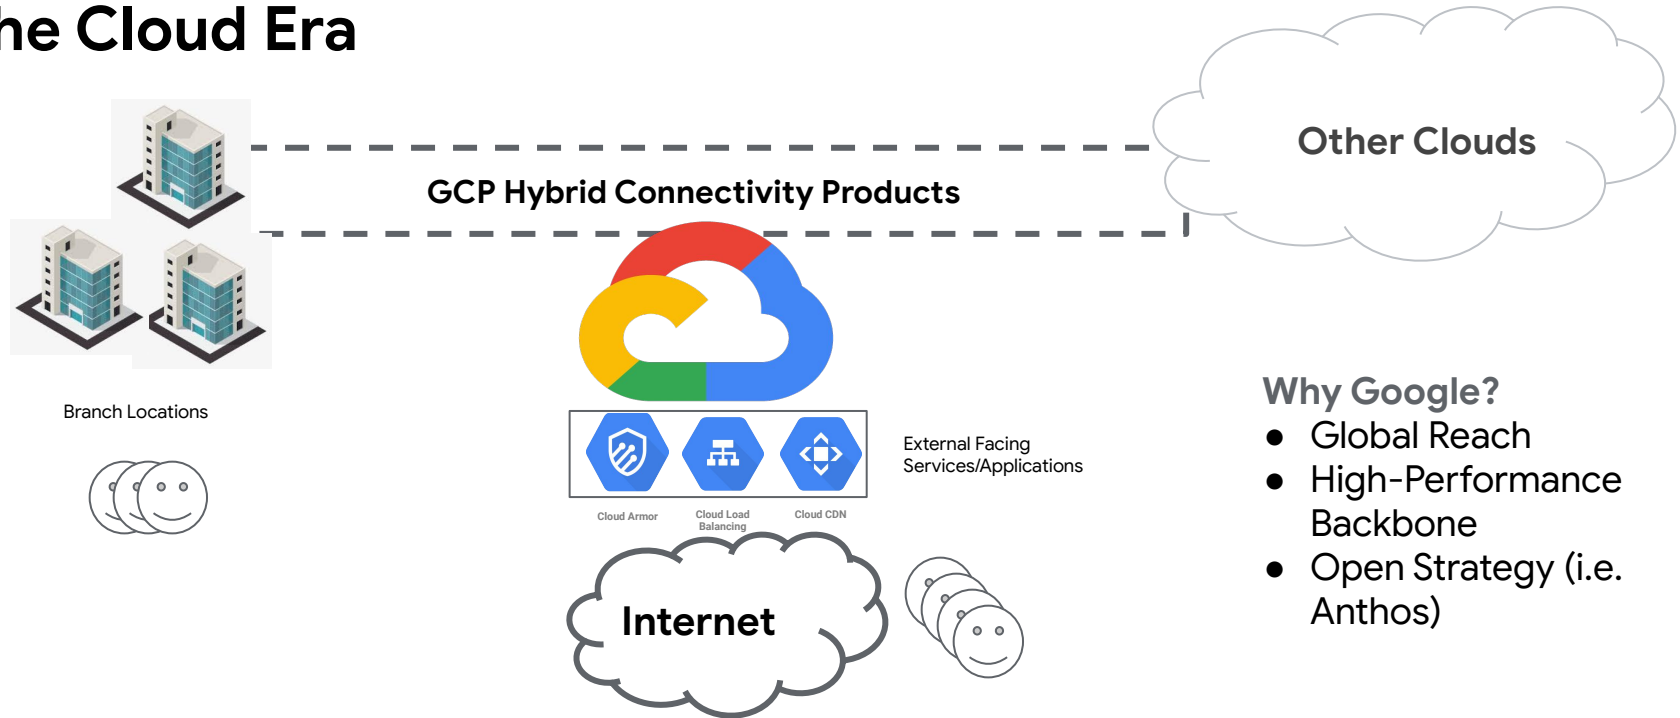 he Cloud Era
Other Clouds
GCP Hybrid Connectivity Products
Branch Locations
External Facing
Services/Applications
Cloud Armor
Cloud Load
Balancing
Cloud CDN
Internet
Why Google?
● Global Reach
● High-Performance
Backbone
● Open Strategy (i.e.
Anthos)